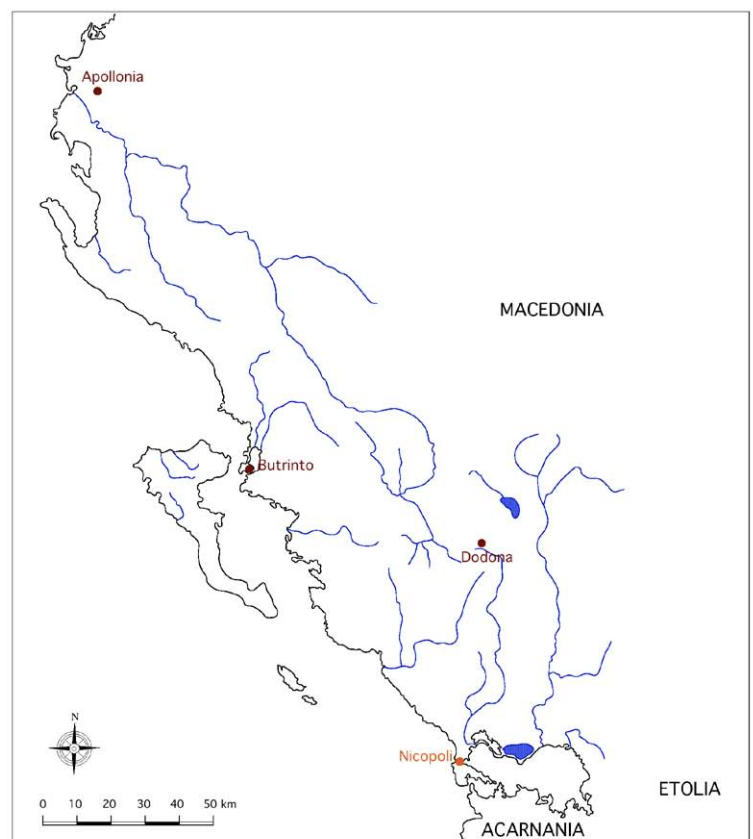 Apollonia
MACEDONIA
Butrinto
Dodona
N
Nicopoli
ETOLIA
0 10 20 30 40 50 km
ACARNANIA